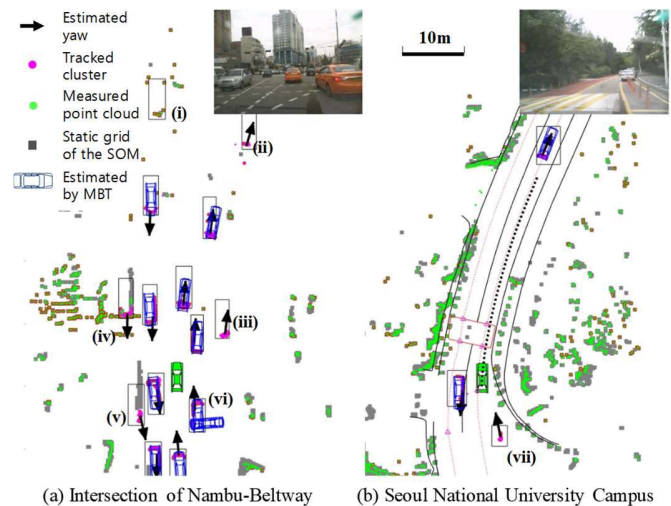 Estimated
yaw
Tracked
cluster
Measured
point cloud
Static grid
of the SOM
Estimated
by MBT
(i)
(ii)
(iii)
(iv)
(v)
(vi)
10m
(vii)
(a) Intersection of Nambu-Beltway
(b) Seoul National University Campus